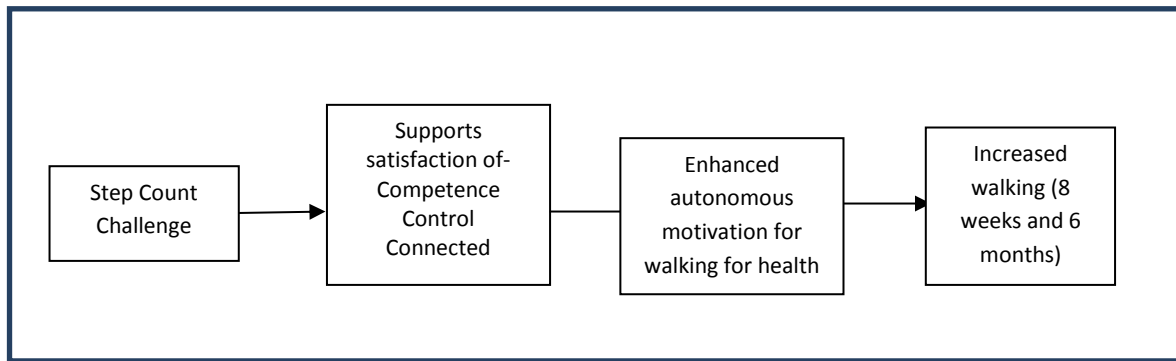 Step Count
Challenge
Supports
satisfaction of-
Competence
Control
Connected
Enhanced
autonomous
motivation for
walking for health
Increased
walking (8
weeks and 6
months)